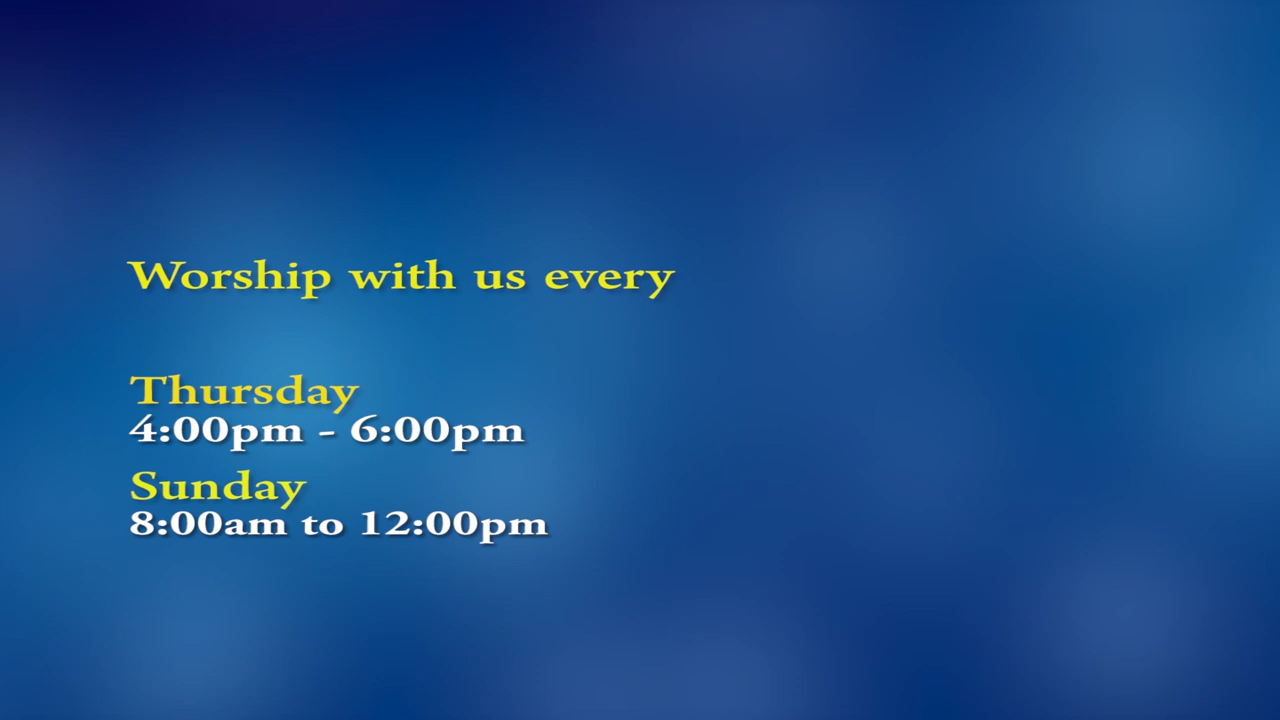 Worship with us every
Thursday
4:00pm - 6:00pm
Sunday
8:00am to 12:00pm